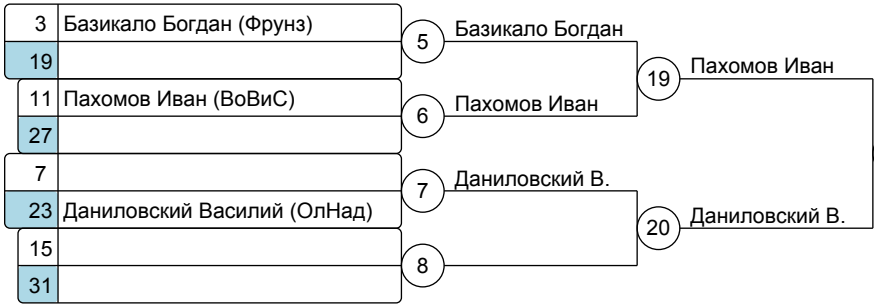 3 Базикало Богдан (Фрунз)
19
5 Базикало Богдан
11 Пахомов Иван (ВоВиС)
27
6 Пахомов Иван
19 Пахомов Иван
7
23 Даниловский Василий (ОлНад)
7 Даниловский В.
15
31
8
20 Даниловский В.